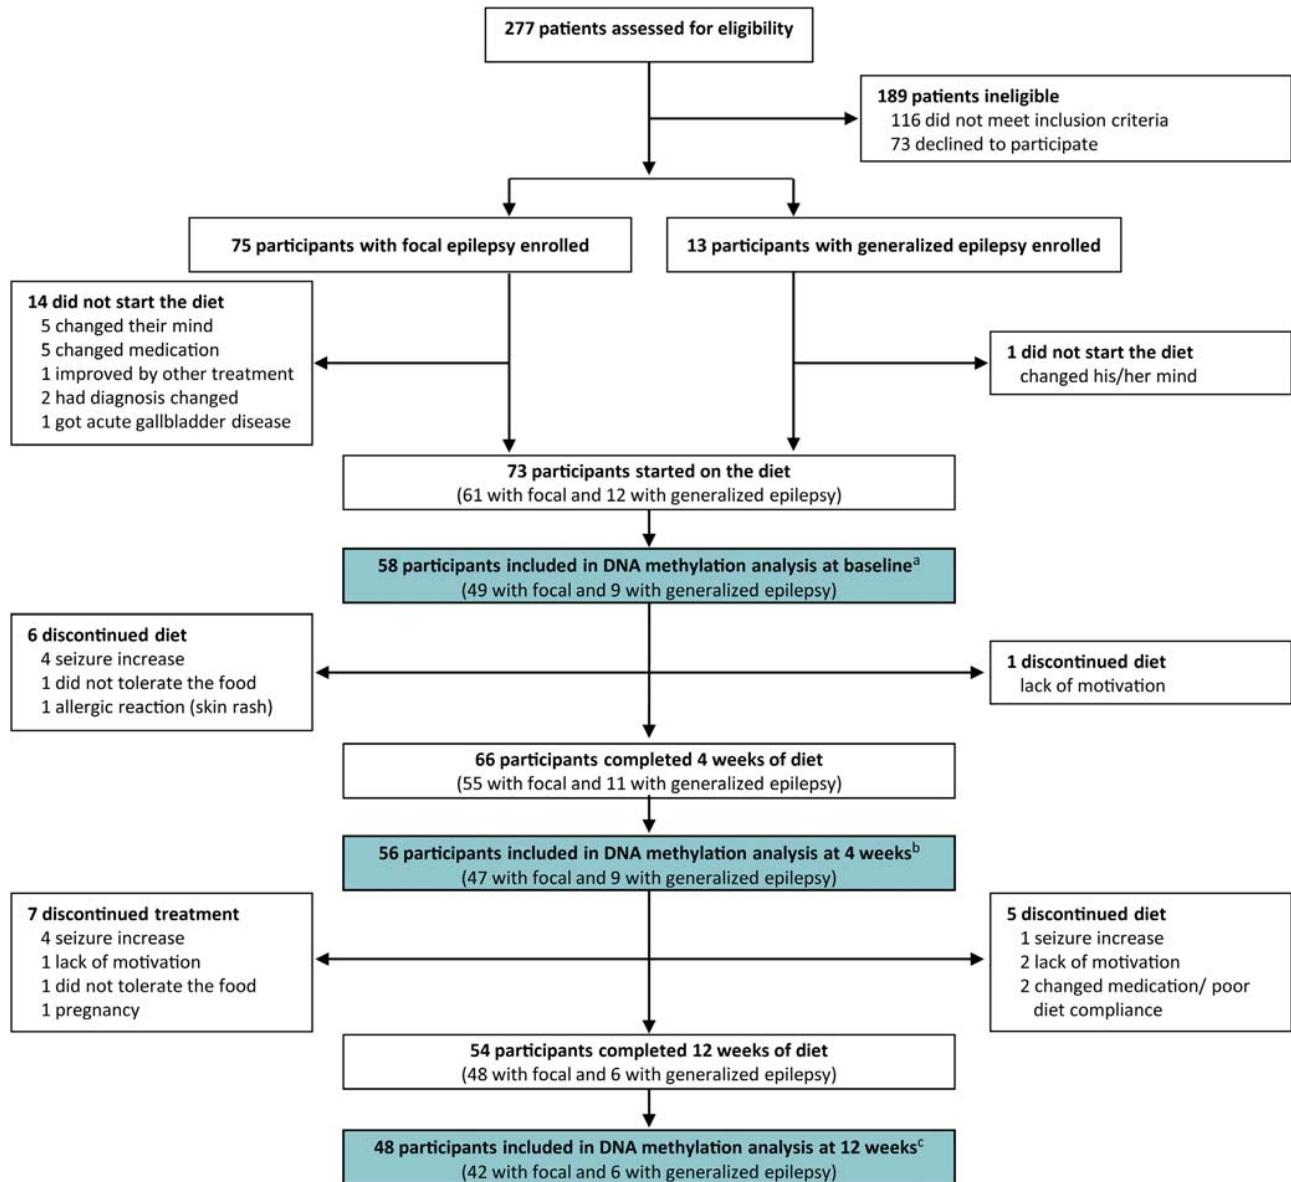 277 patients assessed for eligibility
189 patients ineligible
116 did not meet inclusion criteria
73 declined to participate
75 participants with focal epilepsy enrolled
13 participants with generalized epilepsy enrolled
14 did not start the diet
5 changed their mind
5 changed medication
1 improved by other treatment
2 had diagnosis changed
1 got acute gallbladder disease
1 did not start the diet
changed his/her mind
73 participants started on the diet
(61 with focal and 12 with generalized epilepsy)
58 participants included in DNA methylation analysis at baselineᵃ
(49 with focal and 9 with generalized epilepsy)
6 discontinued diet
4 seizure increase
1 did not tolerate the food
1 allergic reaction (skin rash)
1 discontinued diet
lack of motivation
66 participants completed 4 weeks of diet
(55 with focal and 11 with generalized epilepsy)
56 participants included in DNA methylation analysis at 4 weeksᵇ
(47 with focal and 9 with generalized epilepsy)
7 discontinued treatment
4 seizure increase
1 lack of motivation
1 did not tolerate the food
1 pregnancy
5 discontinued diet
1 seizure increase
2 lack of motivation
2 changed medication/ poor
diet compliance
54 participants completed 12 weeks of diet
(48 with focal and 6 with generalized epilepsy)
48 participants included in DNA methylation analysis at 12 weeksᶜ
(42 with focal and 6 with generalized epilepsy)